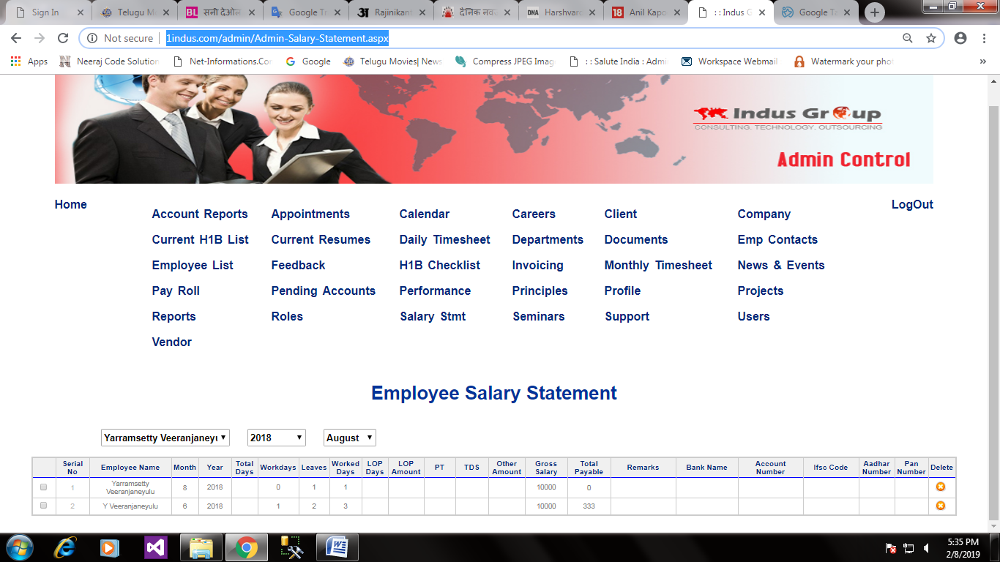 Sign In
Telugu M
सनी देओल
Google Tr
Rajinikant
दैनिक नवज
DNA Harshvard
18 Anil Kapo
: : Indus G
Google Ta
Not secure 1indus.com/admin/Admin-Salary-Statement.aspx
Apps Neeraj Code Solution Net-Informations.Cor Google Telugu Movies| News Compress JPEG Imag : : Salute India : Admi Workspace Webmail Watermark your phot »
Indus Group
CONSULTING. TECHNOLOGY. OUTSOURCING
Admin Control
Home LogOut
Account Reports Appointments Calendar Careers Client Company
Current H1B List Current Resumes Daily Timesheet Departments Documents Emp Contacts
Employee List Feedback H1B Checklist Invoicing Monthly Timesheet News & Events
Pay Roll Pending Accounts Performance Principles Profile Projects
Reports Roles Salary Stmt Seminars Support Users
Vendor
Employee Salary Statement
Yarramsetty Veeranjaneyu 2018 August
Serial No Employee Name Month Year Total Days Workdays Leaves Worked Days LOP Days LOP Amount PT TDS Other Amount Gross Salary Total Payable Remarks Bank Name Account Number Ifsc Code Aadhar Number Pan Number Delete
1 Yarramsetty Veeranjaneyulu 8 2018 0 1 1 10000 0
2 Y Veeranjaneyulu 6 2018 1 2 3 10000 333
5:35 PM
2/8/2019